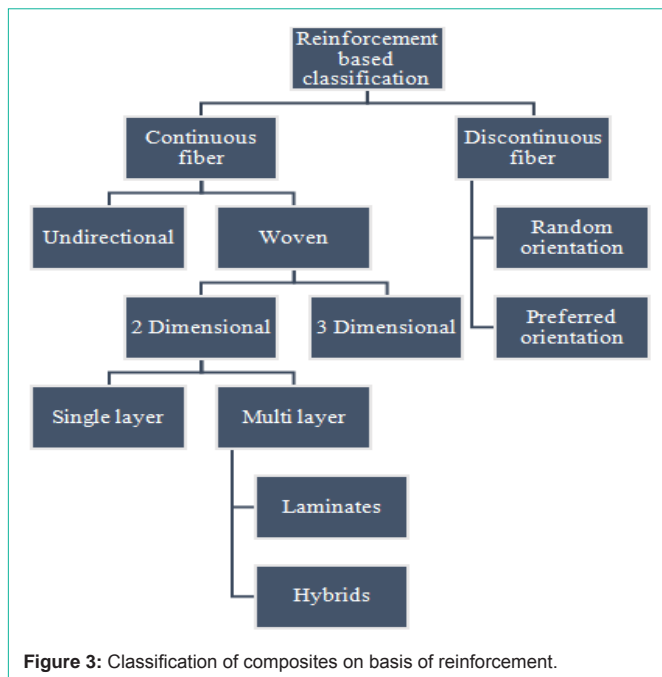 Reinforcement
based
classification
Continuous
fiber
Discontinuous
fiber
Undirectional
Woven
Random
orientation
2 Dimensional
3 Dimensional
Preferred
orientation
Single layer
Multi layer
Laminates
Hybrids
Figure 3: Classification of composites on basis of reinforcement.